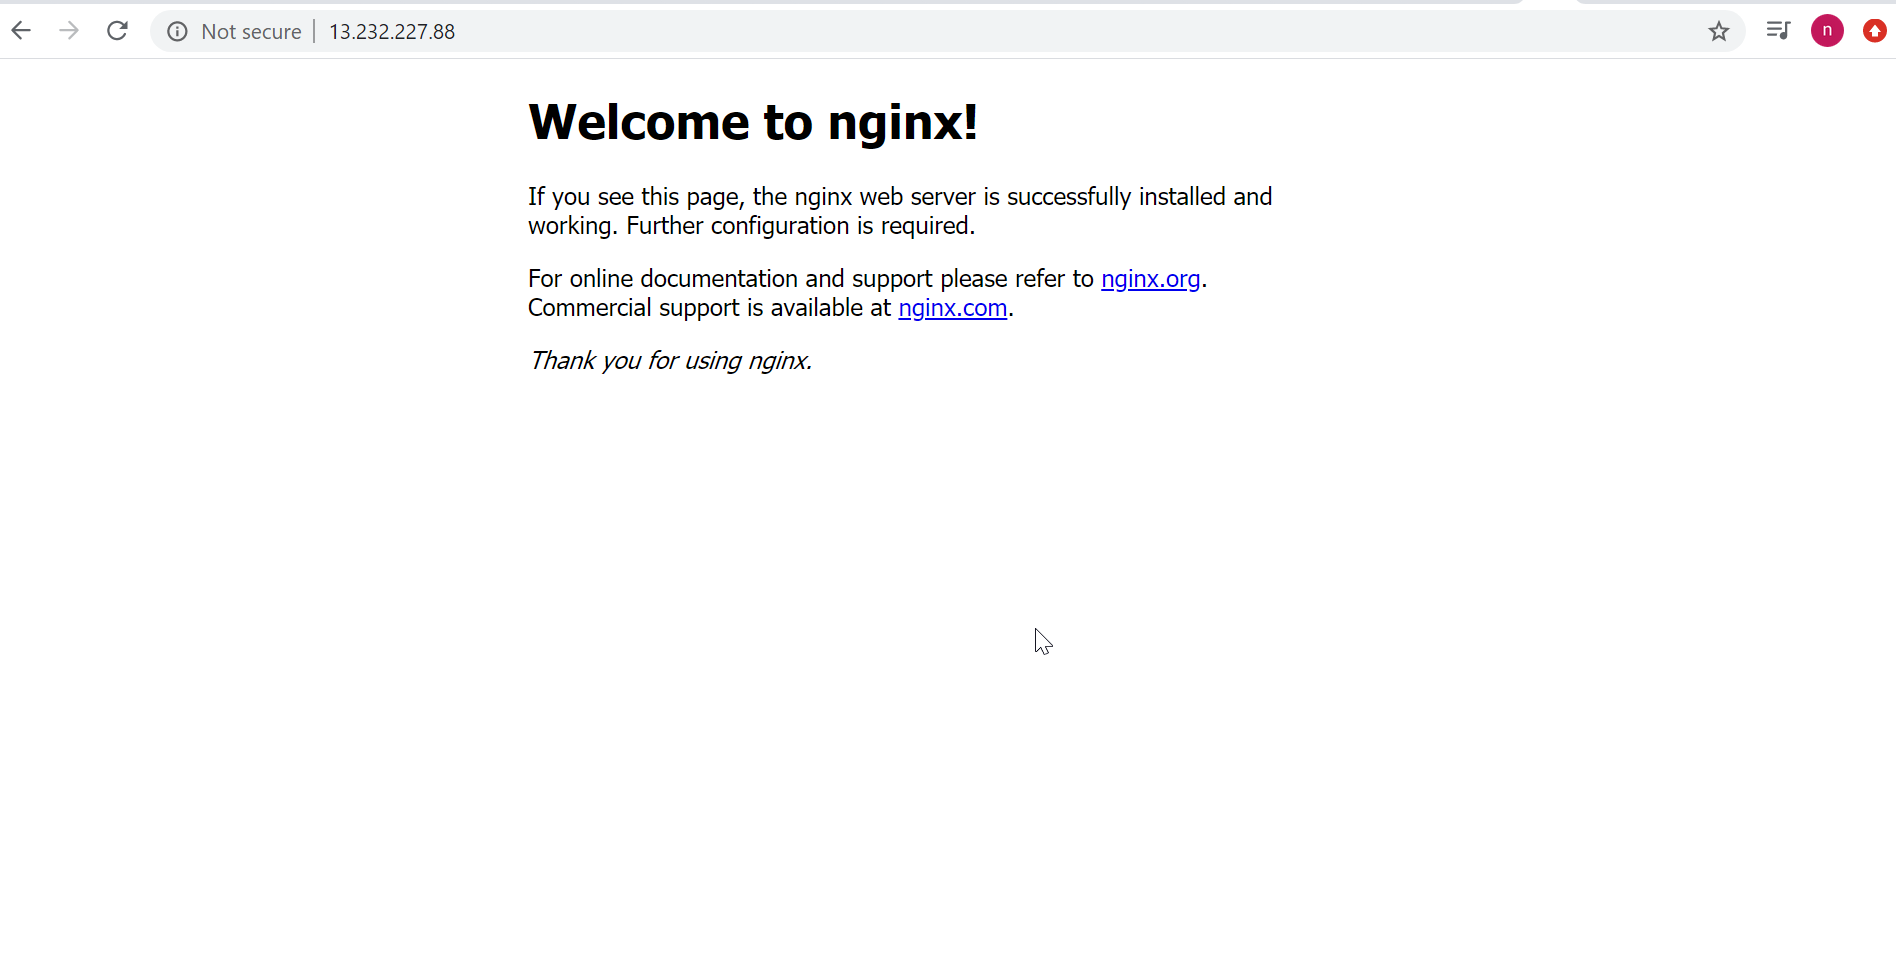 Not secure 13.232.227.88 n
Welcome to nginx!
If you see this page, the nginx web server is successfully installed and
working. Further configuration is required.
For online documentation and support please refer to nginx.org.
Commercial support is available at nginx.com.
Thank you for using nginx.